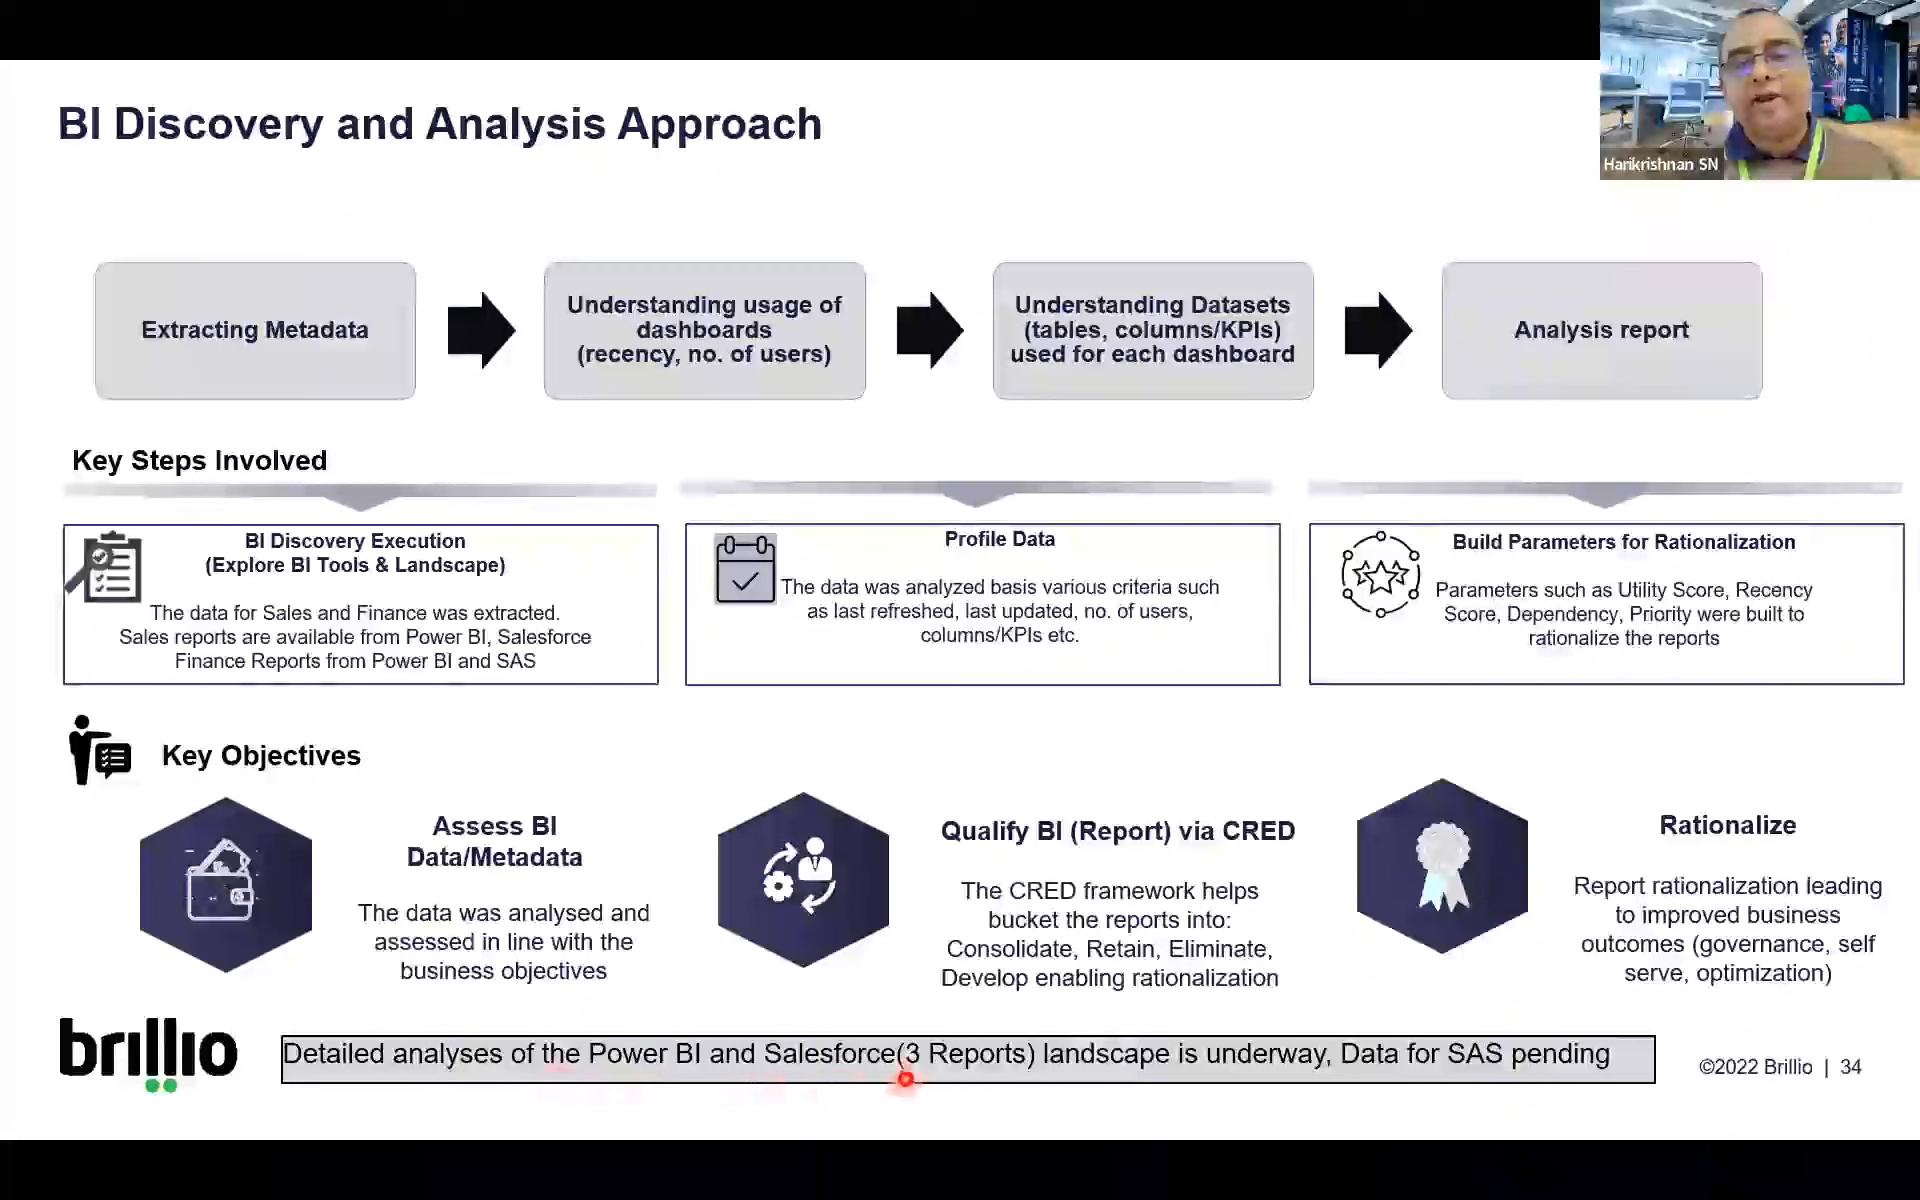 Harikrishnan SN
BI Discovery and Analysis Approach
Extracting Metadata
Understanding usage of
dashboards
(recency, no. of users)
Understanding Datasets
(tables, columns/KPIs)
used for each dashboard
Analysis report
Key Steps Involved
BI Discovery Execution
(Explore BI Tools & Landscape)
The data for Sales and Finance was extracted.
Sales reports are available from Power BI, Salesforce
Finance Reports from Power BI and SAS
Profile Data
The data was analyzed basis various criteria such
as last refreshed, last updated, no. of users,
columns/KPIs etc.
Build Parameters for Rationalization
Parameters such as Utility Score, Recency
Score, Dependency, Priority were built to
rationalize the reports
Key Objectives
Assess BI
Data/Metadata
The data was analysed and
assessed in line with the
business objectives
Qualify BI (Report) via CRED
The CRED framework helps
bucket the reports into:
Consolidate, Retain, Eliminate,
Develop enabling rationalization
Rationalize
Report rationalization leading
to improved business
outcomes (governance, self
serve, optimization)
brillio
Detailed analyses of the Power BI and Salesforce(3 Reports) landscape is underway, Data for SAS pending
©2022 Brillio | 34